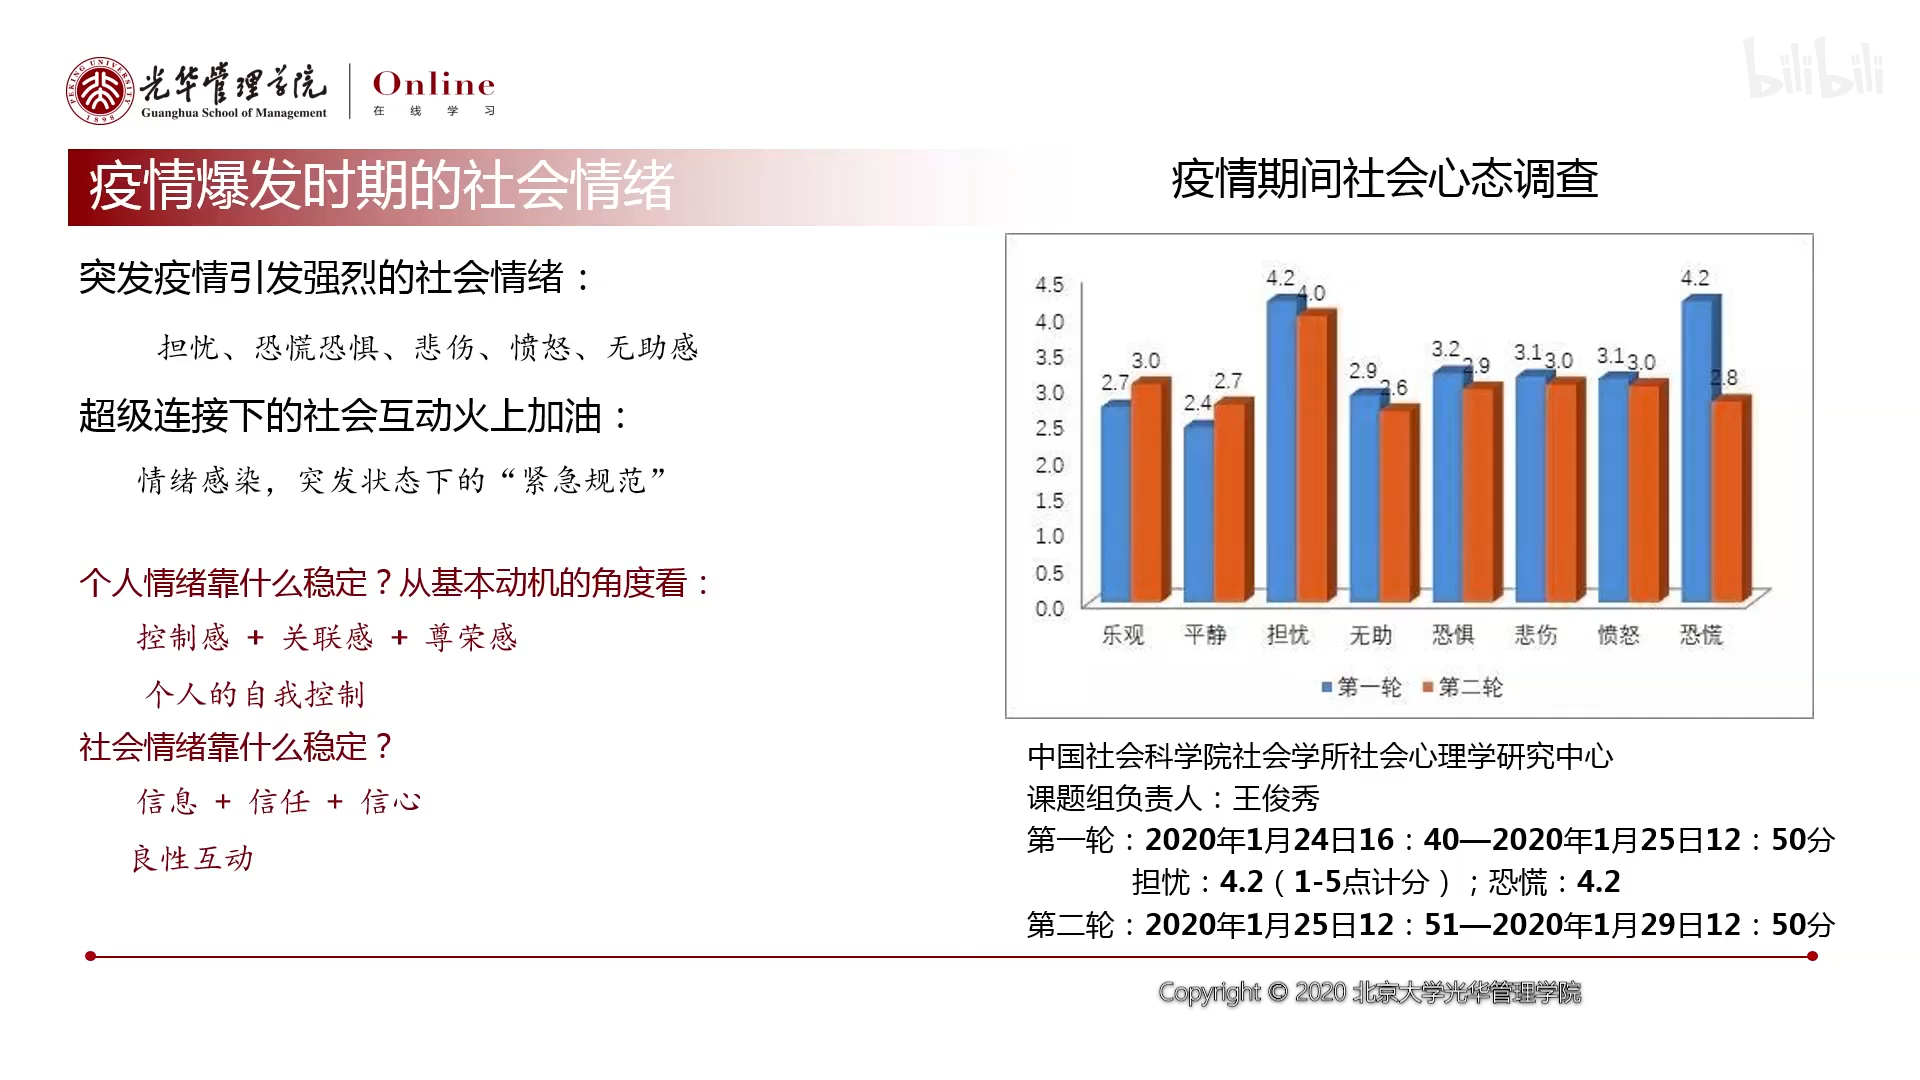 PEKING UNIVERSITY
1898
光华管理学院
Guanghua School of Management
Online
在线学习
bilibili
疫情爆发时期的社会情绪
突发疫情引发强烈的社会情绪：
担忧、恐慌恐惧、悲伤、愤怒、无助感
超级连接下的社会互动火上加油：
情绪感染，突发状态下的“紧急规范”
个人情绪靠什么稳定？从基本动机的角度看：
控制感 + 关联感 + 尊荣感
个人的自我控制
社会情绪靠什么稳定？
信息 + 信任 + 信心
良性互动
疫情期间社会心态调查
4.5
4.0
3.5
3.0
2.5
2.0
1.5
1.0
0.5
0.0
2.7 3.0 2.4 2.7 4.2 4.0 2.9 2.6 3.2 2.9 3.1 3.0 3.1 3.0 4.2 2.8
乐观 平静 担忧 无助 恐惧 悲伤 愤怒 恐慌
第一轮 第二轮
中国社会科学院社会学所社会心理学研究中心
课题组负责人：王俊秀
第一轮：2020年1月24日16：40—2020年1月25日12：50分
担忧：4.2（1-5点计分）；恐慌：4.2
第二轮：2020年1月25日12：51—2020年1月29日12：50分
Copyright © 2020 北京大学光华管理学院